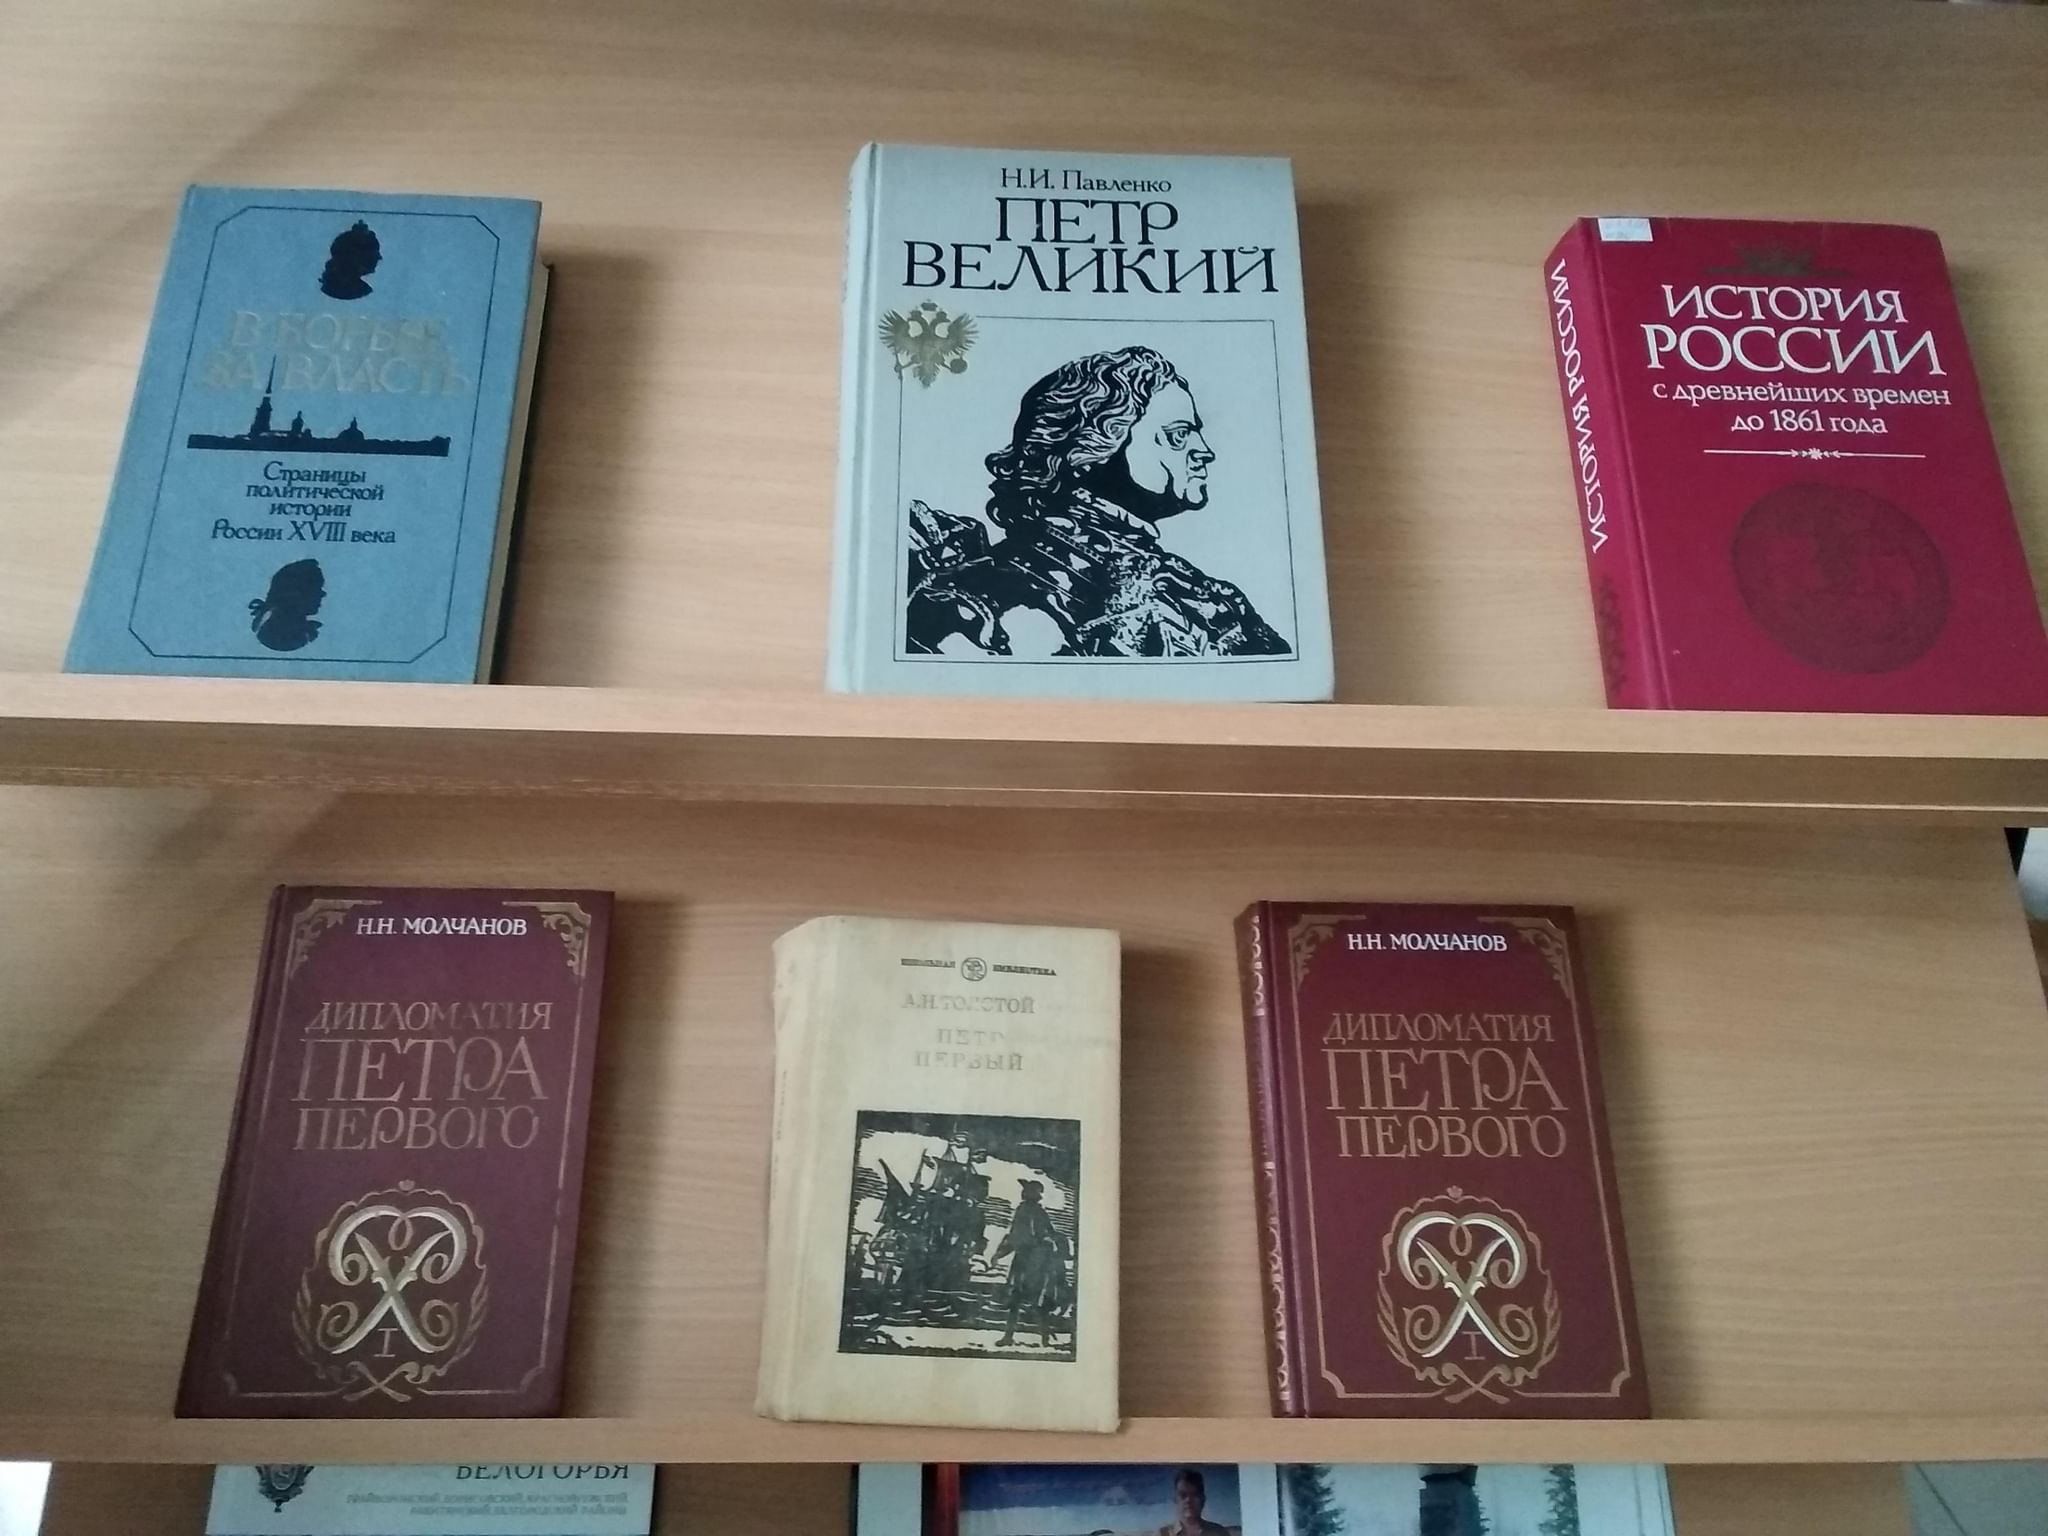 В БОРЬБЕ
ЗА ВЛАСТЬ
Страницы
политической
истории
России XVIII века
Н.И. Павленко
ПЕТР
ВЕЛИКИЙ
ИСТОРИЯ РОССИИ
ИСТОРИЯ
РОССИИ
с древнейших времен
до 1861 года
Н.Н. МОЛЧАНОВ
ДИПЛОМАТИЯ
ПЕТРА
ПЕРВОГО
I
ШКОЛЬНАЯ БИБЛИОТЕКА
А.Н.ТОЛСТОЙ
ПЕТР
ПЕРВЫЙ
Н.Н. МОЛЧАНОВ
ДИПЛОМАТИЯ
ПЕТРА
ПЕРВОГО
I
БЕЛОГОРЬЯ